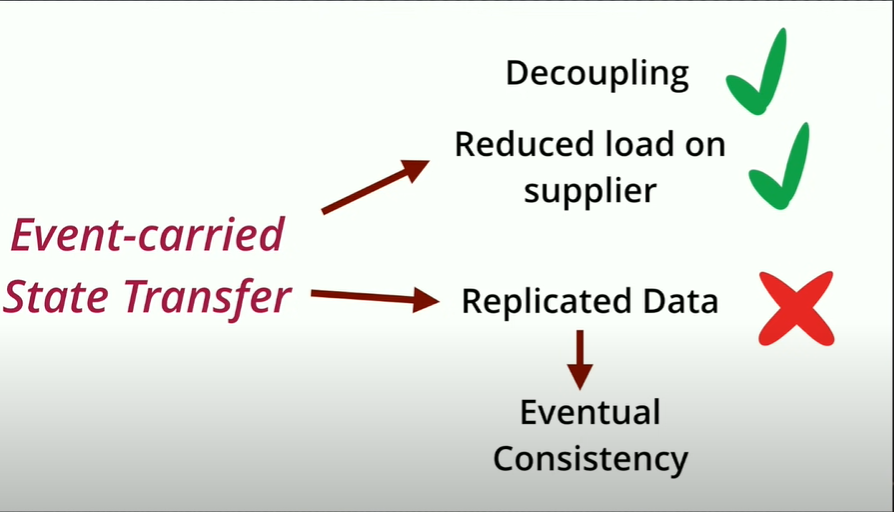 Decoupling
Reduced load on
supplier
Event-carried
State Transfer
Replicated Data
Eventual
Consistency